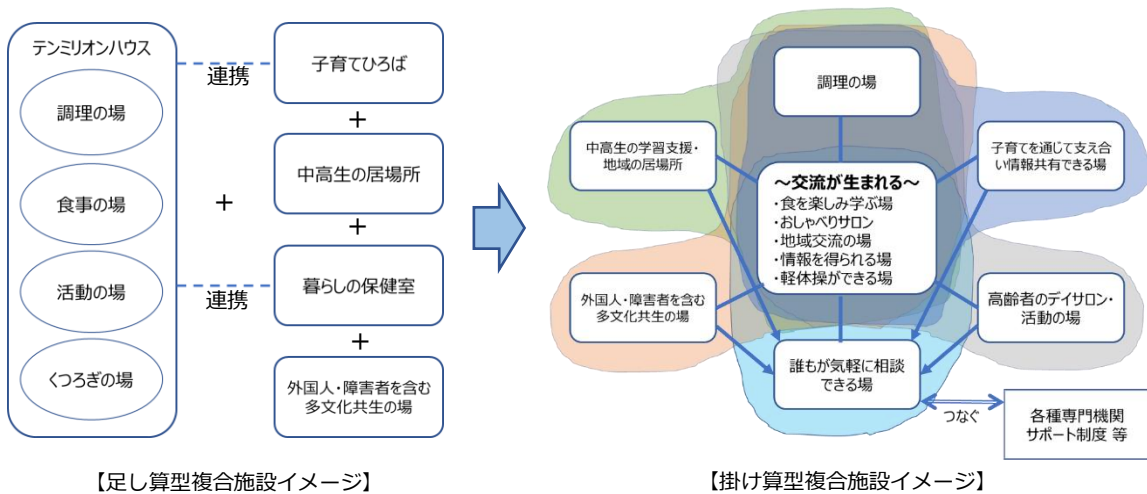 テンミリオンハウス
調理の場
食事の場
活動の場
くつろぎの場
連携
+
連携
子育てひろば
+
中高生の居場所
+
暮らしの保健室
+
外国人・障害者を含む
多文化共生の場
【足し算型複合施設イメージ】
調理の場
中高生の学習支援・
地域の居場所
子育てを通じて支え合
い情報共有できる場
～交流が生まれる～
・食を楽しみ学ぶ場
・おしゃべりサロン
・地域交流の場
・情報を得られる場
・軽体操ができる場
外国人・障害者を含む
多文化共生の場
高齢者のデイサロン・
活動の場
誰もが気軽に相談
できる場
つなぐ
各種専門機関
サポート制度 等
【掛け算型複合施設イメージ】